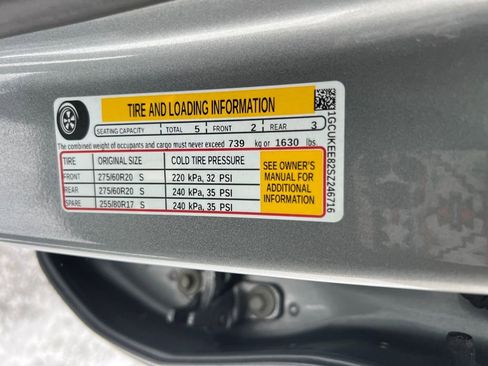 TIRE AND LOADING INFORMATION
SEATING CAPACITY TOTAL 5 FRONT 2 REAR 3
The combined weight of occupants and cargo must never exceed 739 kg or 1630 lbs.
TIRE ORIGINAL SIZE COLD TIRE PRESSURE
FRONT 275/60R20 S 220 kPa, 32 PSI
REAR 275/60R20 S 240 kPa, 35 PSI
SPARE 255/80R17 S 240 kPa, 35 PSI
SEE OWNER'S
MANUAL FOR
ADDITIONAL
INFORMATION
1GCUKEE82SZ246716